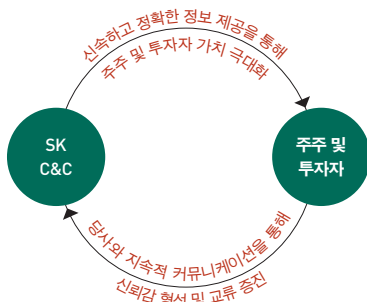 신속하고 정확한 정보 제공을 통해
주주 및 투자자 가치 극대화
SK
C&C
주주 및
투자자
당사와 지속적 커뮤니케이션을 통해
신뢰감 형성 및 교류 증진